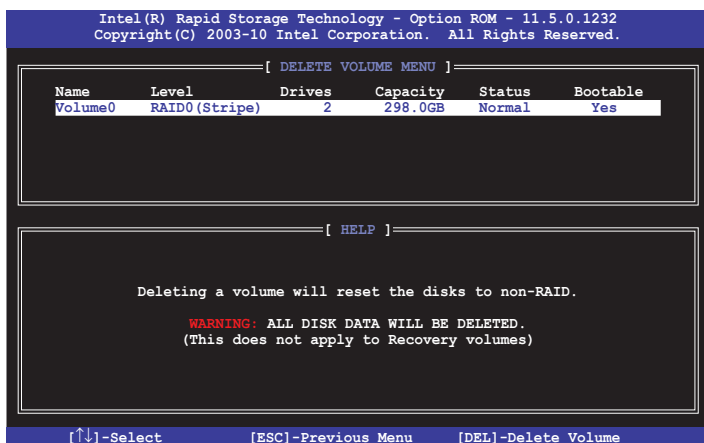 Intel(R) Rapid Storage Technology - Option ROM - 11.5.0.1232
Copyright(C) 2003-10 Intel Corporation. All Rights Reserved.
[ DELETE VOLUME MENU ]
Name Level Drives Capacity Status Bootable
Volume0 RAID0(Stripe) 2 298.0GB Normal Yes
[ HELP ]
Deleting a volume will reset the disks to non-RAID.
WARNING: ALL DISK DATA WILL BE DELETED.
(This does not apply to Recovery volumes)
[↑↓]-Select [ESC]-Previous Menu [DEL]-Delete Volume